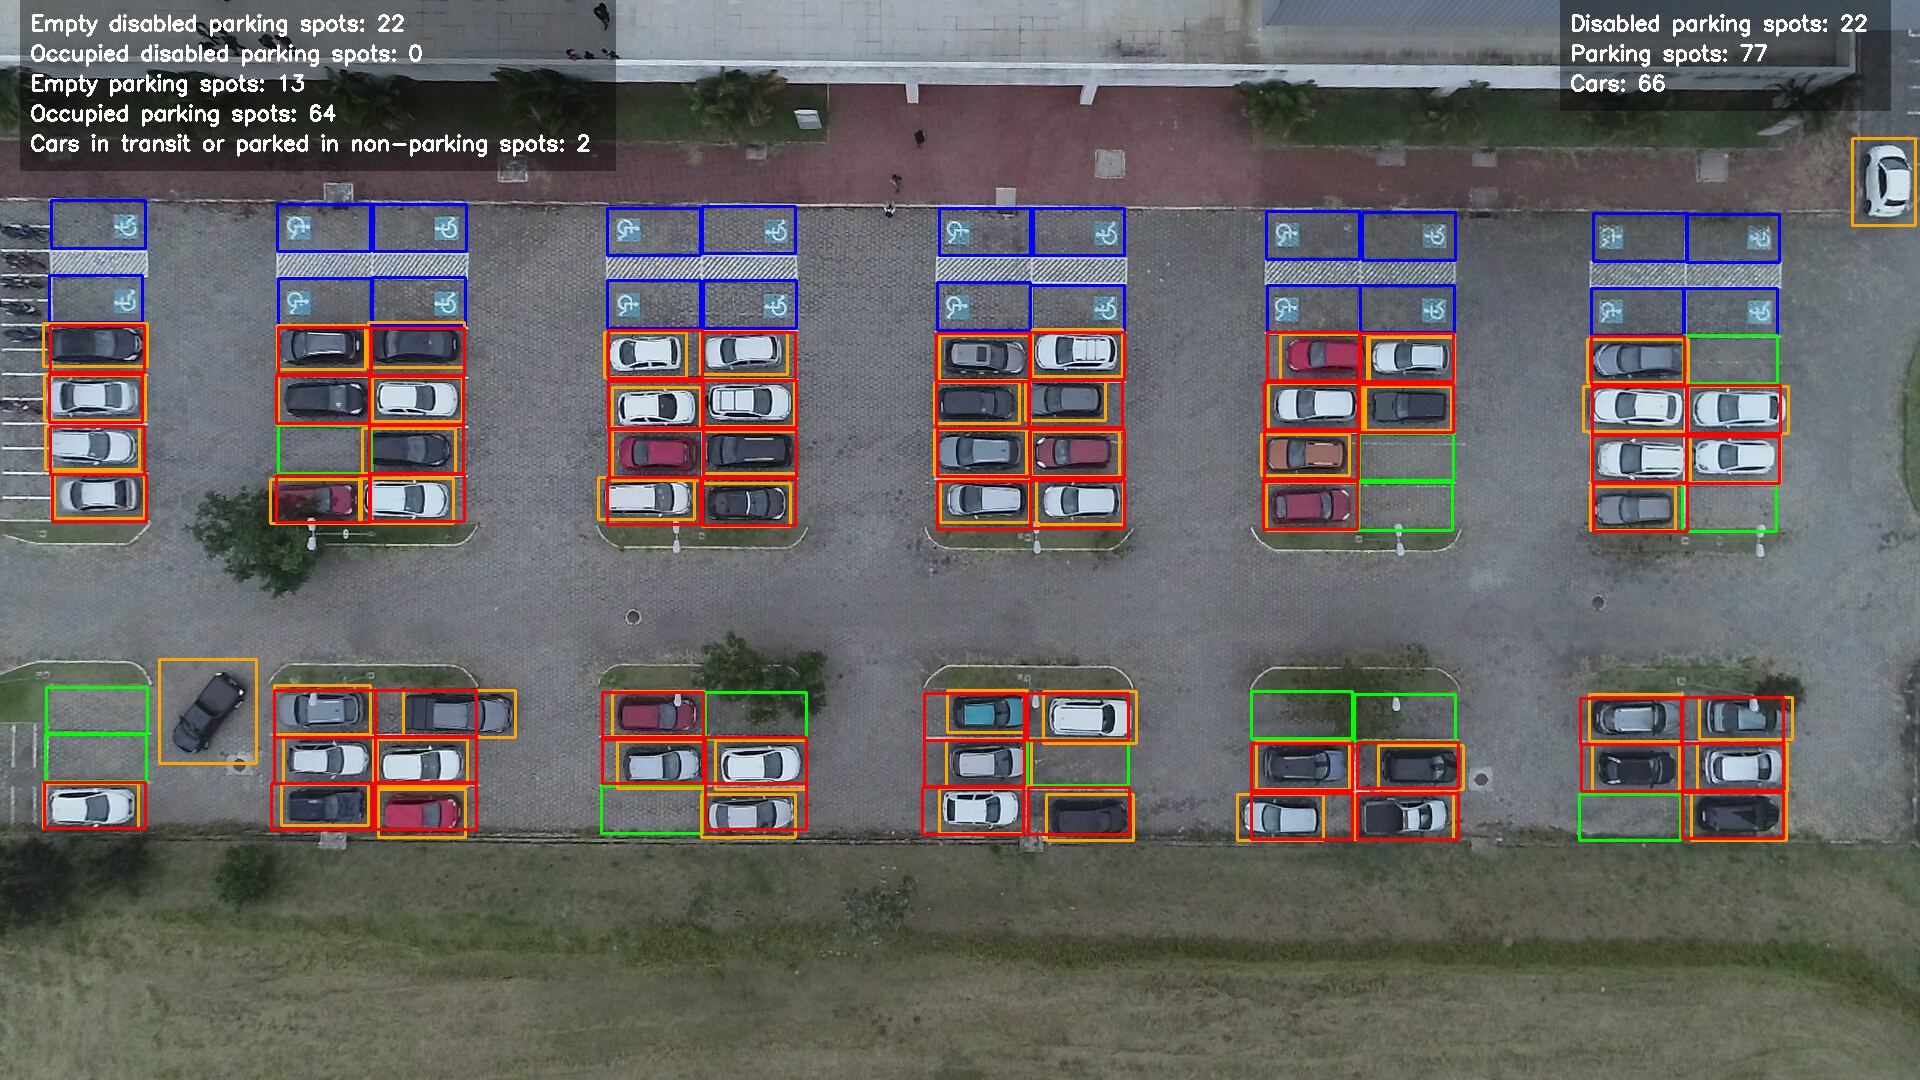 Empty disabled parking spots: 22
Occupied disabled parking spots: 0
Empty parking spots: 13
Occupied parking spots: 64
Cars in transit or parked in non-parking spots: 2
Disabled parking spots: 22
Parking spots: 77
Cars: 66